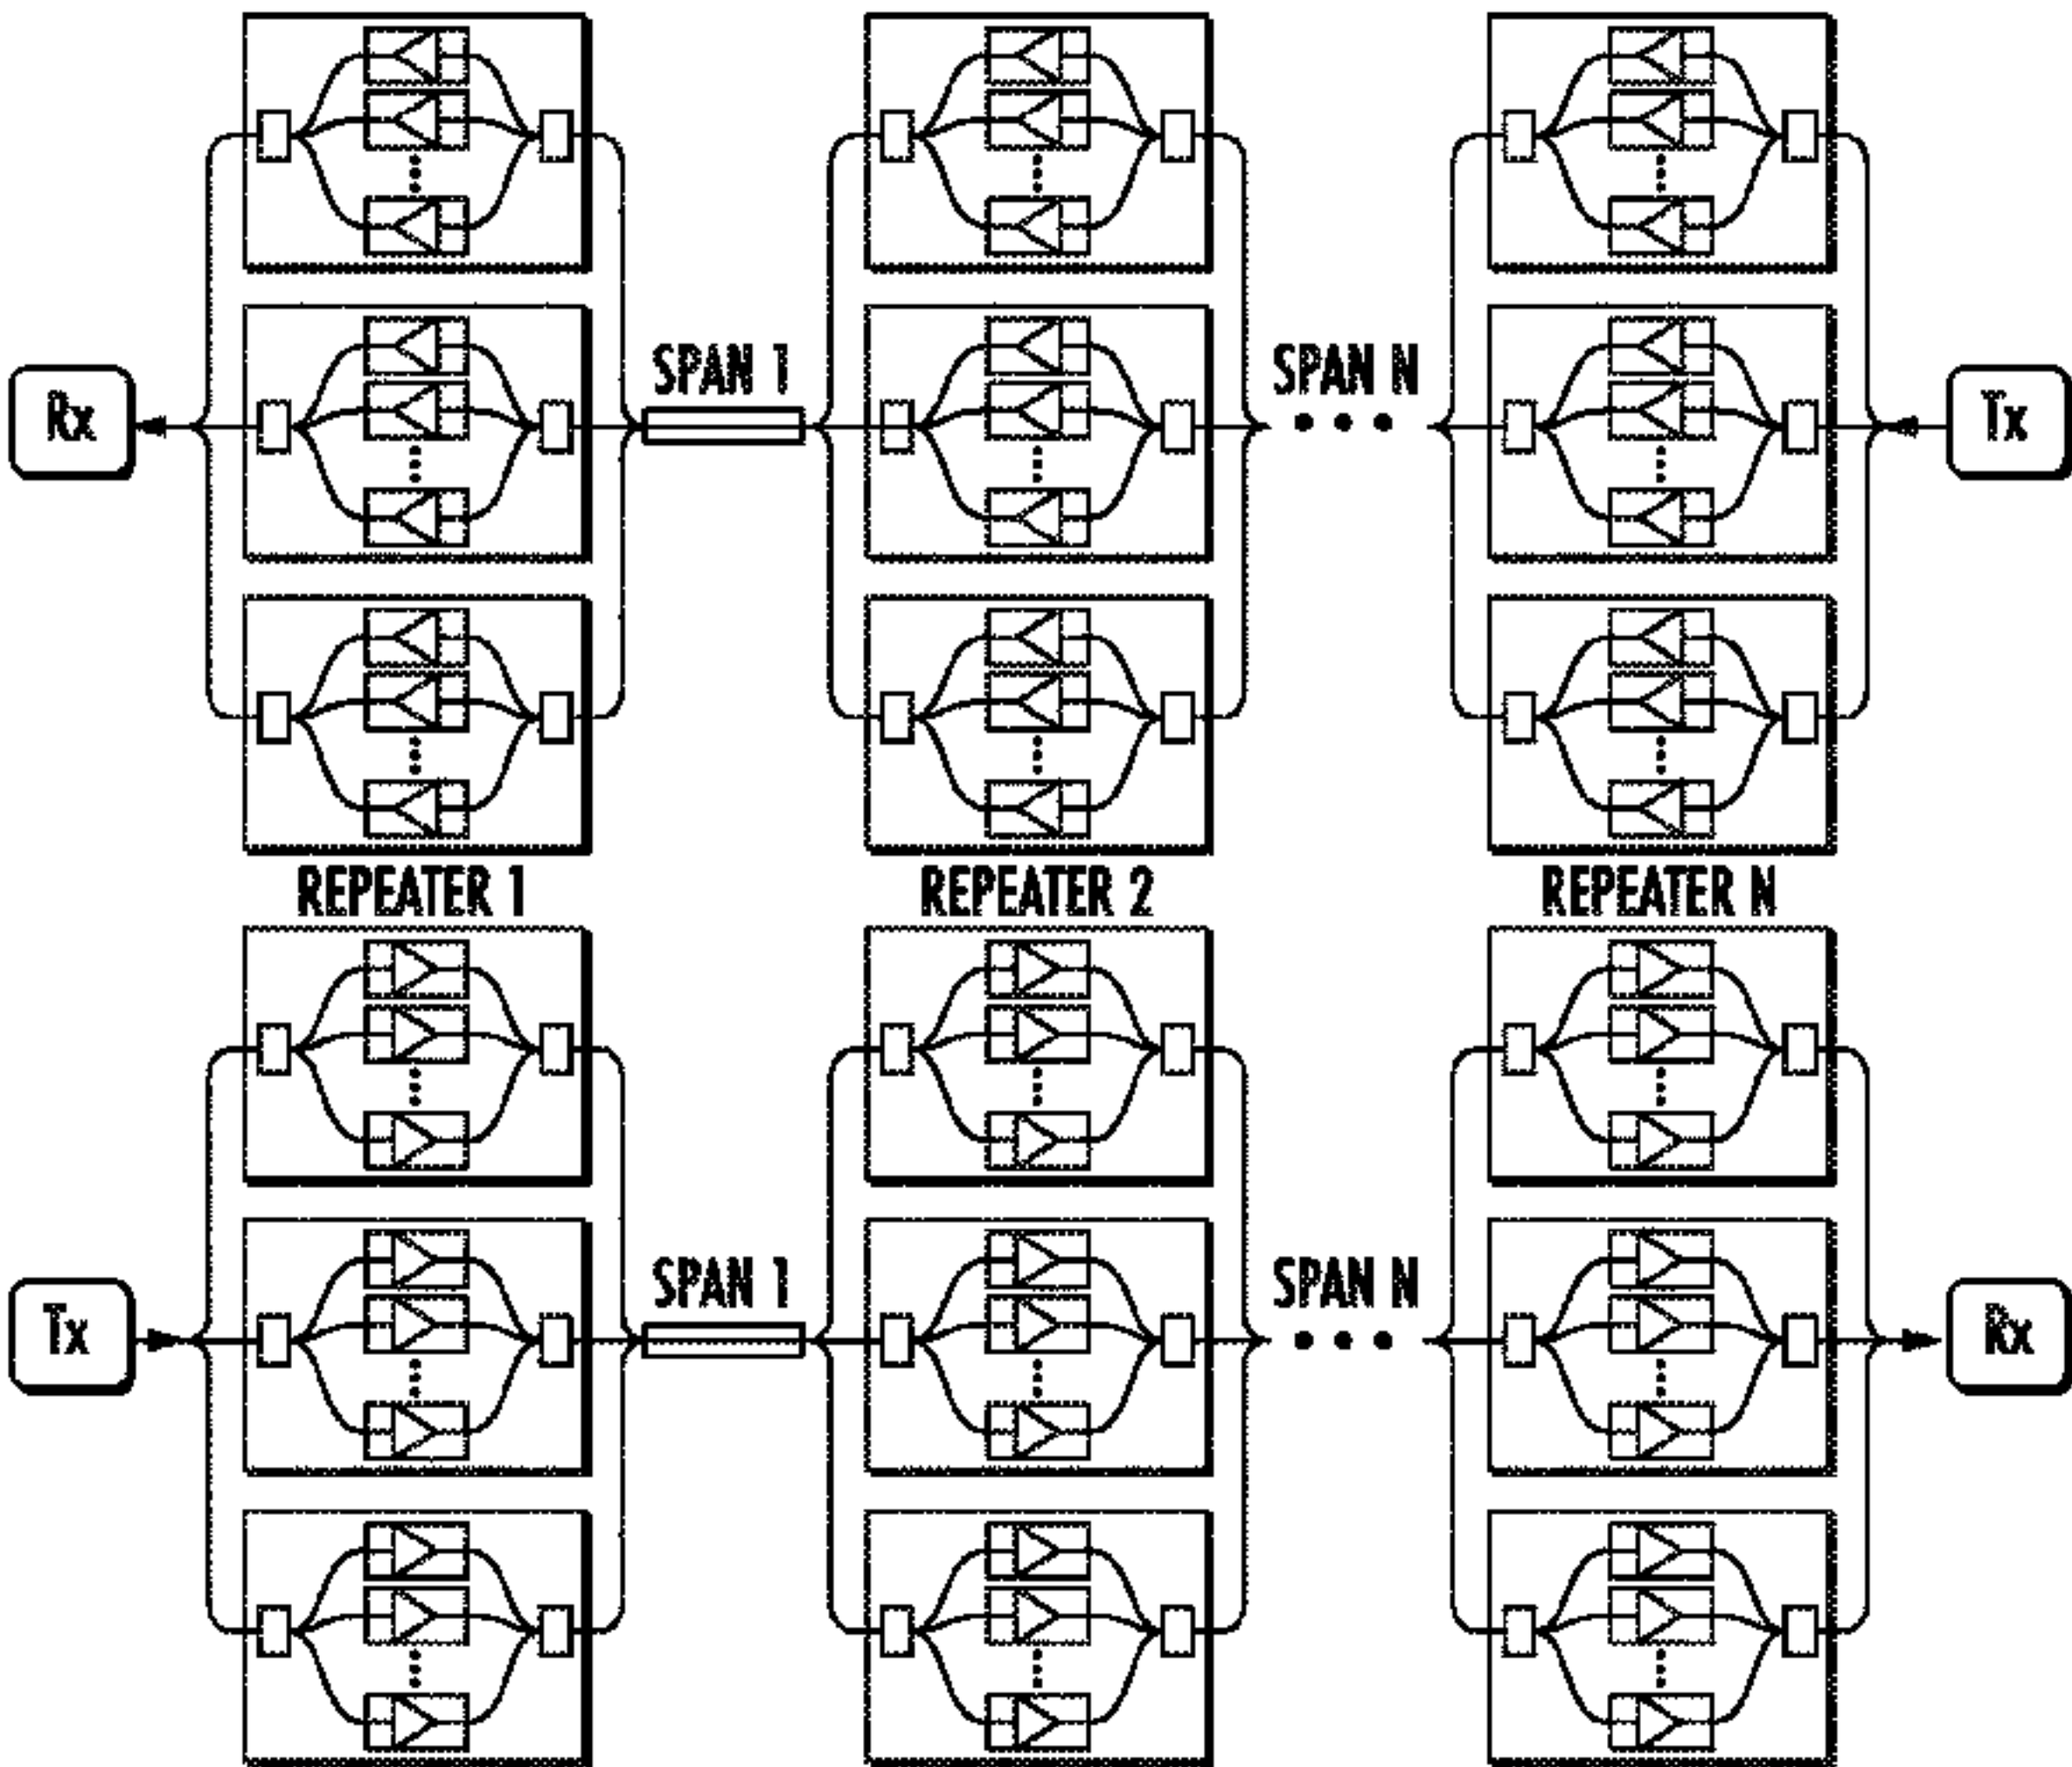 SPAN 1
SPAN N
Rx
Tx
REPEATER 1
REPEATER 2
REPEATER N
SPAN 1
SPAN N
Tx
Rx